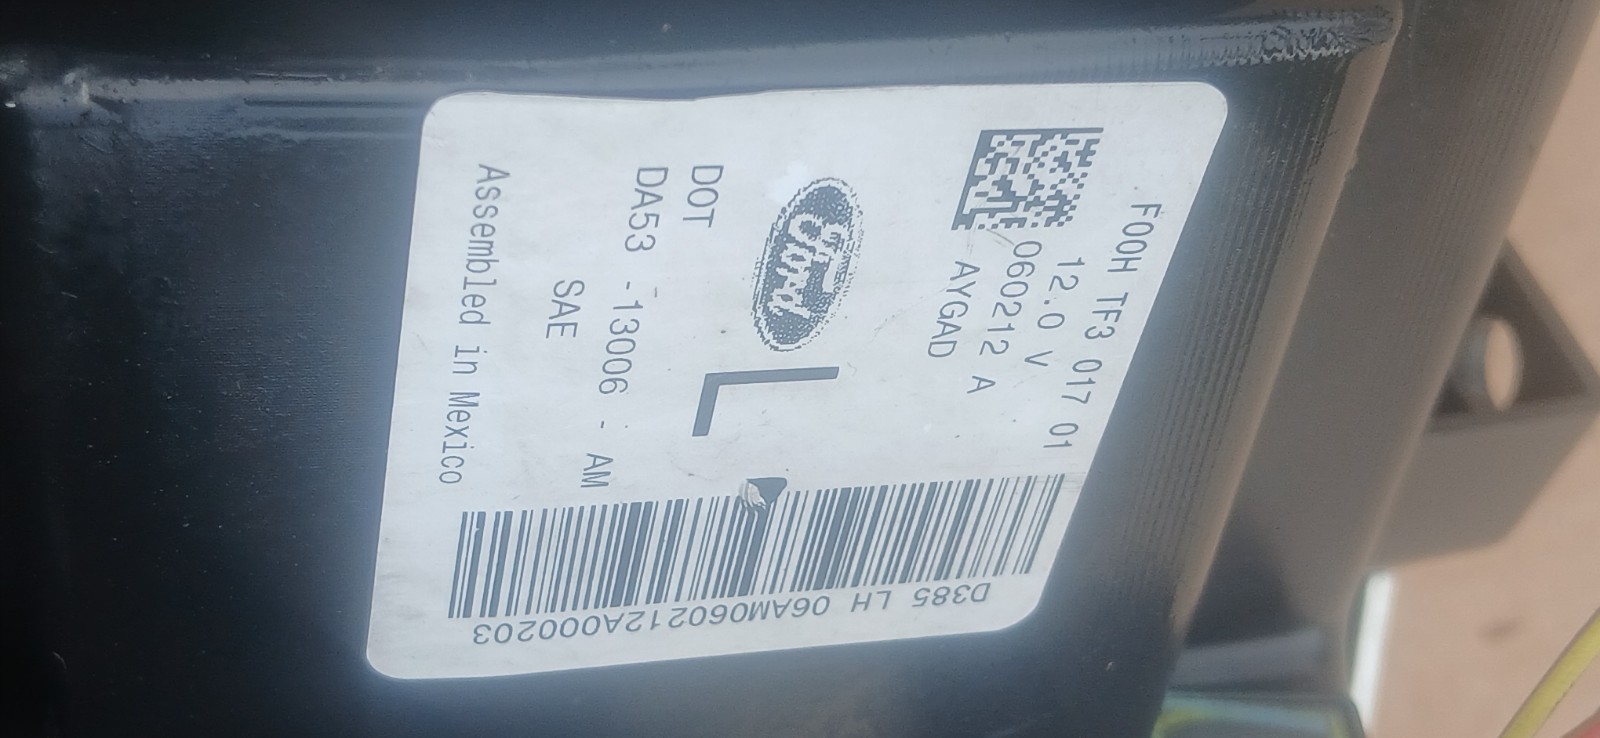 F00H TF3 017 01
12.0 V
060212 A
AYGAD
Ford
L
DOT
DA53 -13006 - AM
SAE
Assembled in Mexico
D385 LH 06AM060212A000203